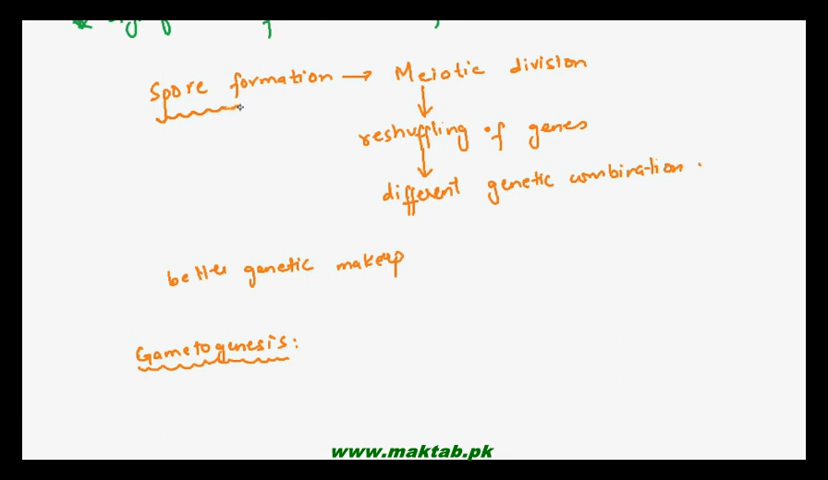 Spore formation → Meiotic division
↓
reshuffling of genes
↓
different genetic combination.
better genetic makeup
Gametogenesis:
www.maktab.pk